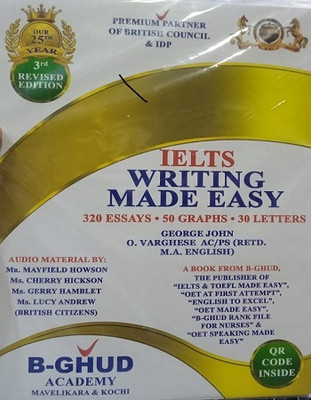 OUR
25TH
YEAR
3rd
REVISED
EDITION
PREMIUM PARTNER
OF BRITISH COUNCIL
& IDP
IELTS
WRITING
MADE EASY
320 ESSAYS • 50 GRAPHS • 30 LETTERS
GEORGE JOHN
O. VARGHESE AC/PS (RETD.
M.A. ENGLISH)
AUDIO MATERIAL BY:
Mr. MAYFIELD HOWSON
Ms. CHERRY HICKSON
Mr. GERRY HAMBLET
Ms. LUCY ANDREW
(BRITISH CITIZENS)
A BOOK FROM B-GHUD,
THE PUBLISHER OF
"IELTS & TOEFL MADE EASY",
"OET AT FIRST ATTEMPT",
"ENGLISH TO EXCEL",
"OET MADE EASY",
"B-GHUD RANK FILE
FOR NURSES" &
"OET SPEAKING MADE
EASY"
B-GHUD
ACADEMY
MAVELIKARA & KOCHI
QR
CODE
INSIDE